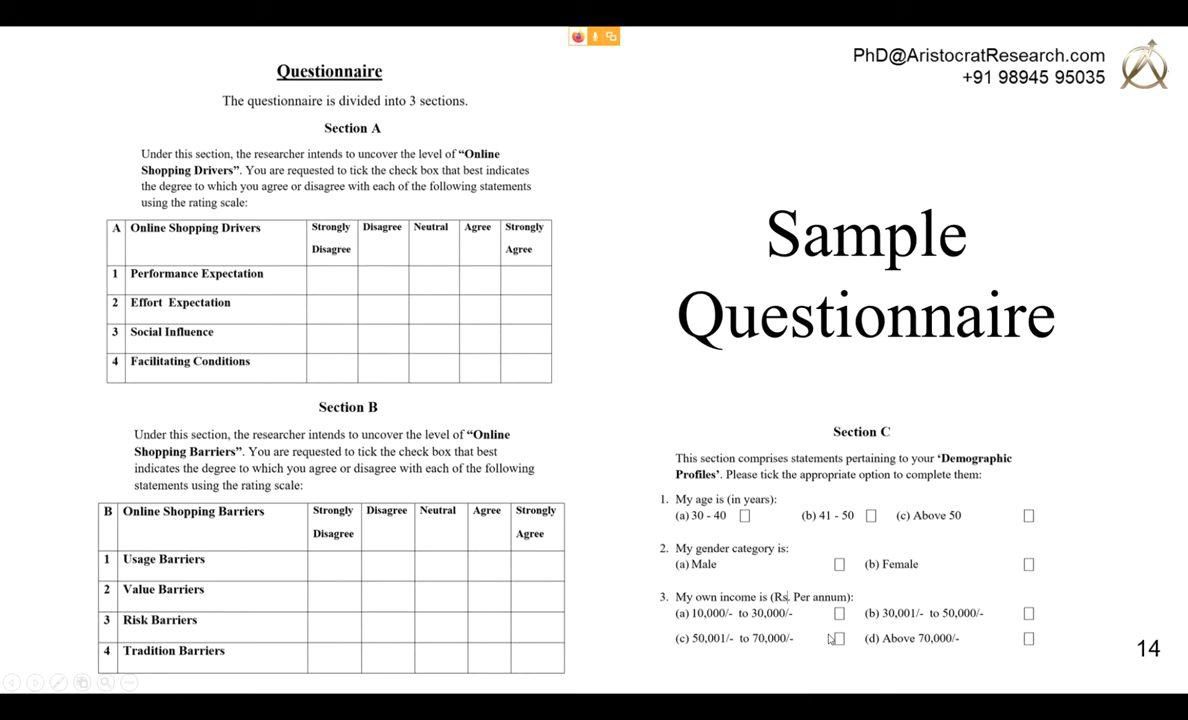 PhD@AristocratResearch.com
+91 98945 95035
Questionnaire
The questionnaire is divided into 3 sections.
Section A
Under this section, the researcher intends to uncover the level of “Online
Shopping Drivers”. You are requested to tick the check box that best indicates
the degree to which you agree or disagree with each of the following statements
using the rating scale:
A Online Shopping Drivers Strongly Disagree Disagree Neutral Agree Strongly Agree
1 Performance Expectation
2 Effort Expectation
3 Social Influence
4 Facilitating Conditions
Section B
Under this section, the researcher intends to uncover the level of “Online
Shopping Barriers”. You are requested to tick the check box that best
indicates the degree to which you agree or disagree with each of the following
statements using the rating scale:
B Online Shopping Barriers Strongly Disagree Disagree Neutral Agree Strongly Agree
1 Usage Barriers
2 Value Barriers
3 Risk Barriers
4 Tradition Barriers
Sample
Questionnaire
Section C
This section comprises statements pertaining to your ‘Demographic
Profiles’. Please tick the appropriate option to complete them:
1. My age is (in years):
(a) 30 - 40 (b) 41 - 50 (c) Above 50
2. My gender category is:
(a) Male (b) Female
3. My own income is (Rs. Per annum):
(a) 10,000/- to 30,000/- (b) 30,001/- to 50,000/-
(c) 50,001/- to 70,000/- (d) Above 70,000/-
14